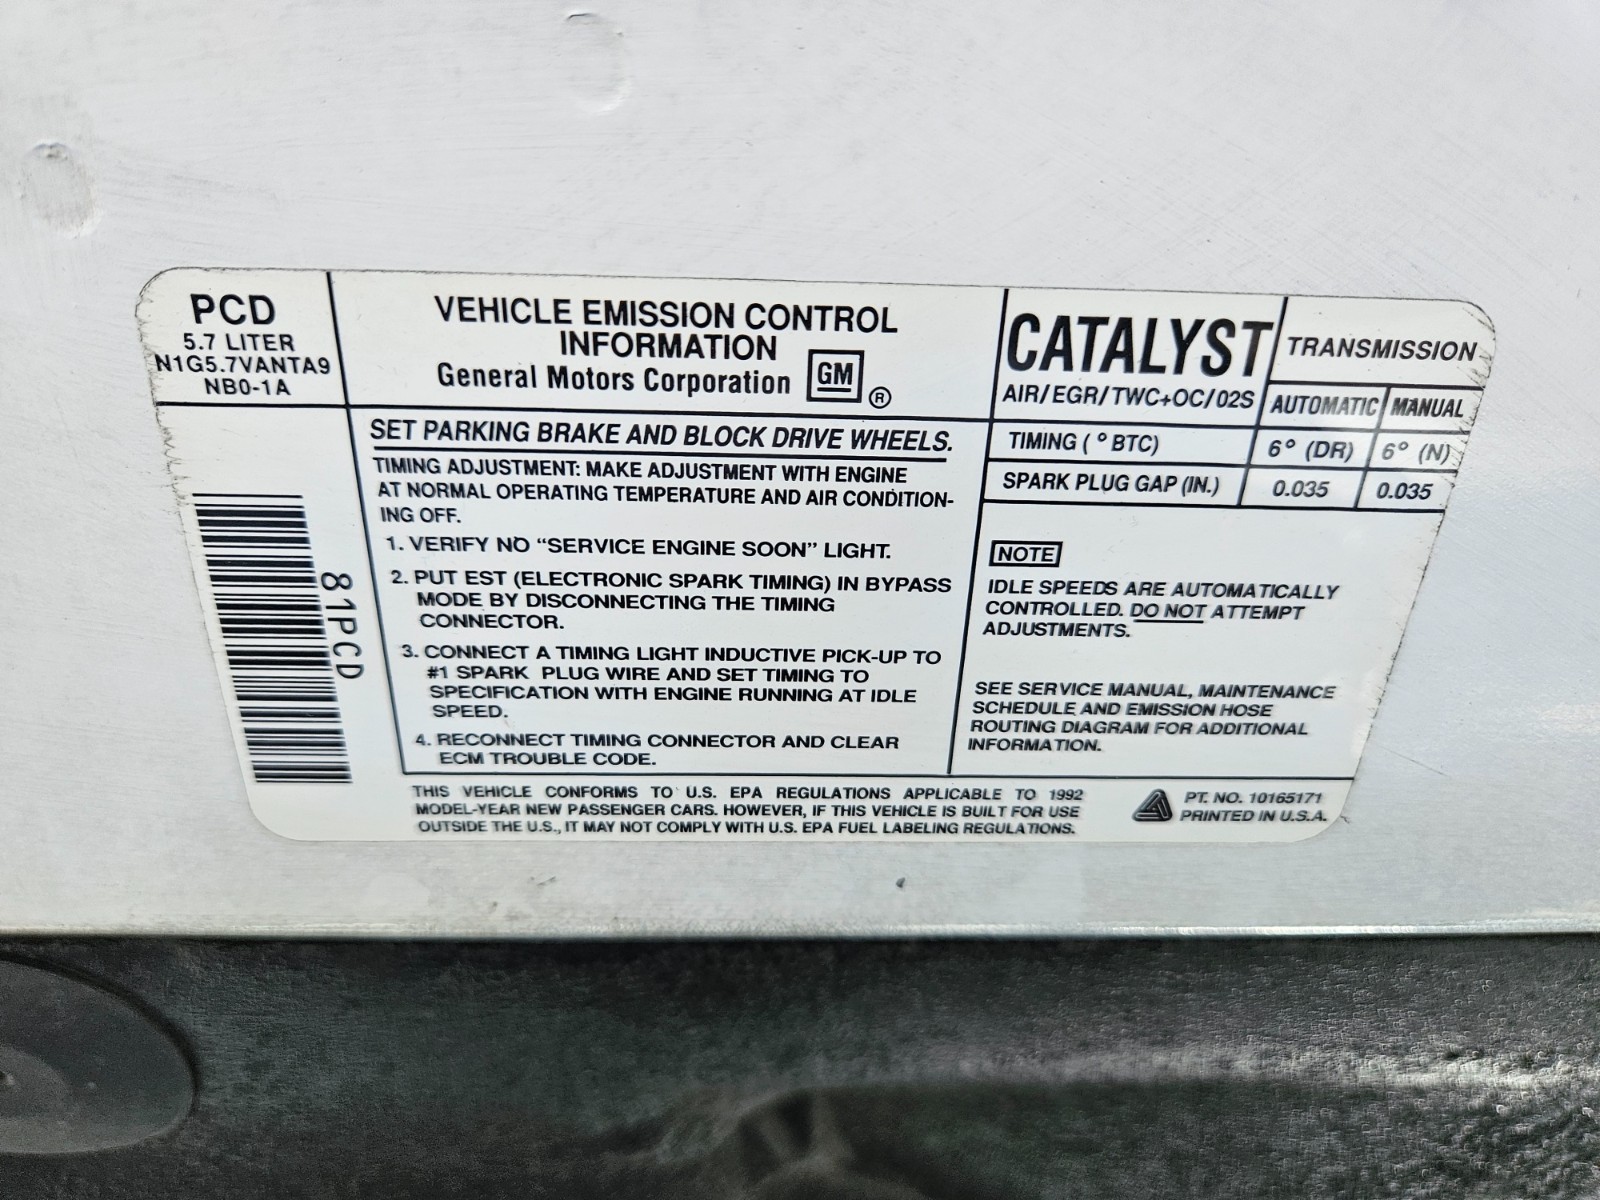 PCD
5.7 LITER
N1G5.7VANTA9
NB0-1A
81PCD
VEHICLE EMISSION CONTROL
INFORMATION
General Motors Corporation GM ®
SET PARKING BRAKE AND BLOCK DRIVE WHEELS.
TIMING ADJUSTMENT: MAKE ADJUSTMENT WITH ENGINE
AT NORMAL OPERATING TEMPERATURE AND AIR CONDITION-
ING OFF.
1. VERIFY NO "SERVICE ENGINE SOON" LIGHT.
2. PUT EST (ELECTRONIC SPARK TIMING) IN BYPASS
MODE BY DISCONNECTING THE TIMING
CONNECTOR.
3. CONNECT A TIMING LIGHT INDUCTIVE PICK-UP TO
#1 SPARK PLUG WIRE AND SET TIMING TO
SPECIFICATION WITH ENGINE RUNNING AT IDLE
SPEED.
4. RECONNECT TIMING CONNECTOR AND CLEAR
ECM TROUBLE CODE.
CATALYST
AIR/EGR/TWC+OC/02S
TRANSMISSION
AUTOMATIC MANUAL
TIMING (° BTC) 6° (DR) 6° (N)
SPARK PLUG GAP (IN.) 0.035 0.035
NOTE
IDLE SPEEDS ARE AUTOMATICALLY
CONTROLLED. DO NOT ATTEMPT
ADJUSTMENTS.
SEE SERVICE MANUAL, MAINTENANCE
SCHEDULE AND EMISSION HOSE
ROUTING DIAGRAM FOR ADDITIONAL
INFORMATION.
THIS VEHICLE CONFORMS TO U.S. EPA REGULATIONS APPLICABLE TO 1992
MODEL-YEAR NEW PASSENGER CARS. HOWEVER, IF THIS VEHICLE IS BUILT FOR USE
OUTSIDE THE U.S., IT MAY NOT COMPLY WITH U.S. EPA FUEL LABELING REGULATIONS.
PT. NO. 10165171
PRINTED IN U.S.A.